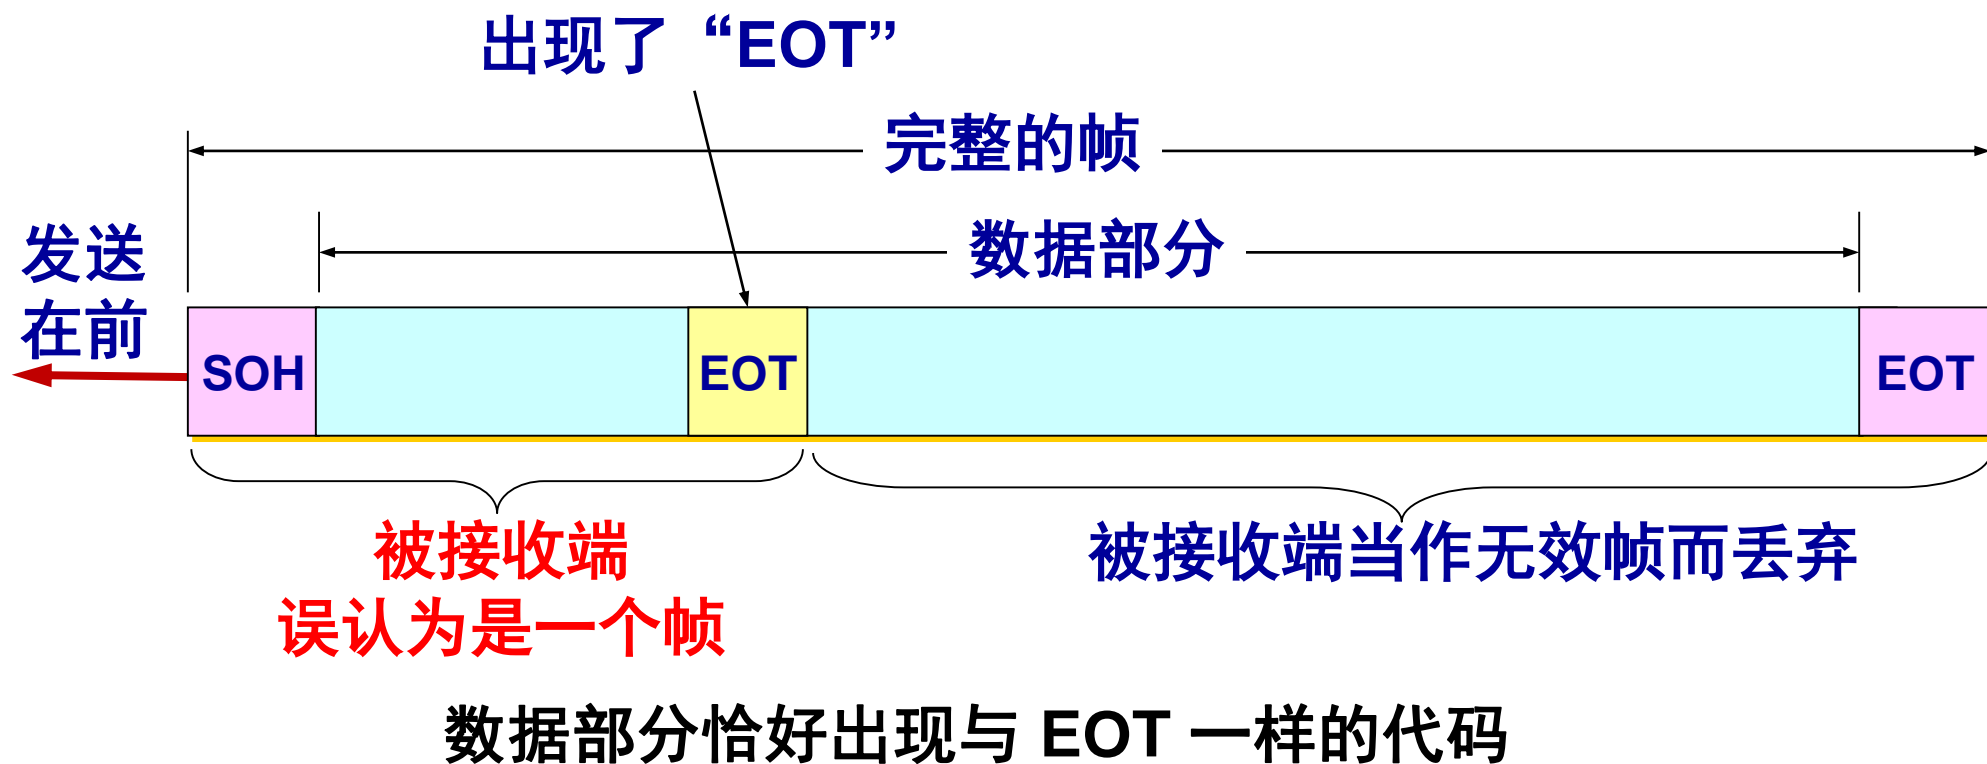 出现了“EOT”
完整的帧
数据部分
发送
在前
SOH
EOT
EOT
被接收端
误认为是一个帧
被接收端当作无效帧而丢弃
数据部分恰好出现与 EOT 一样的代码